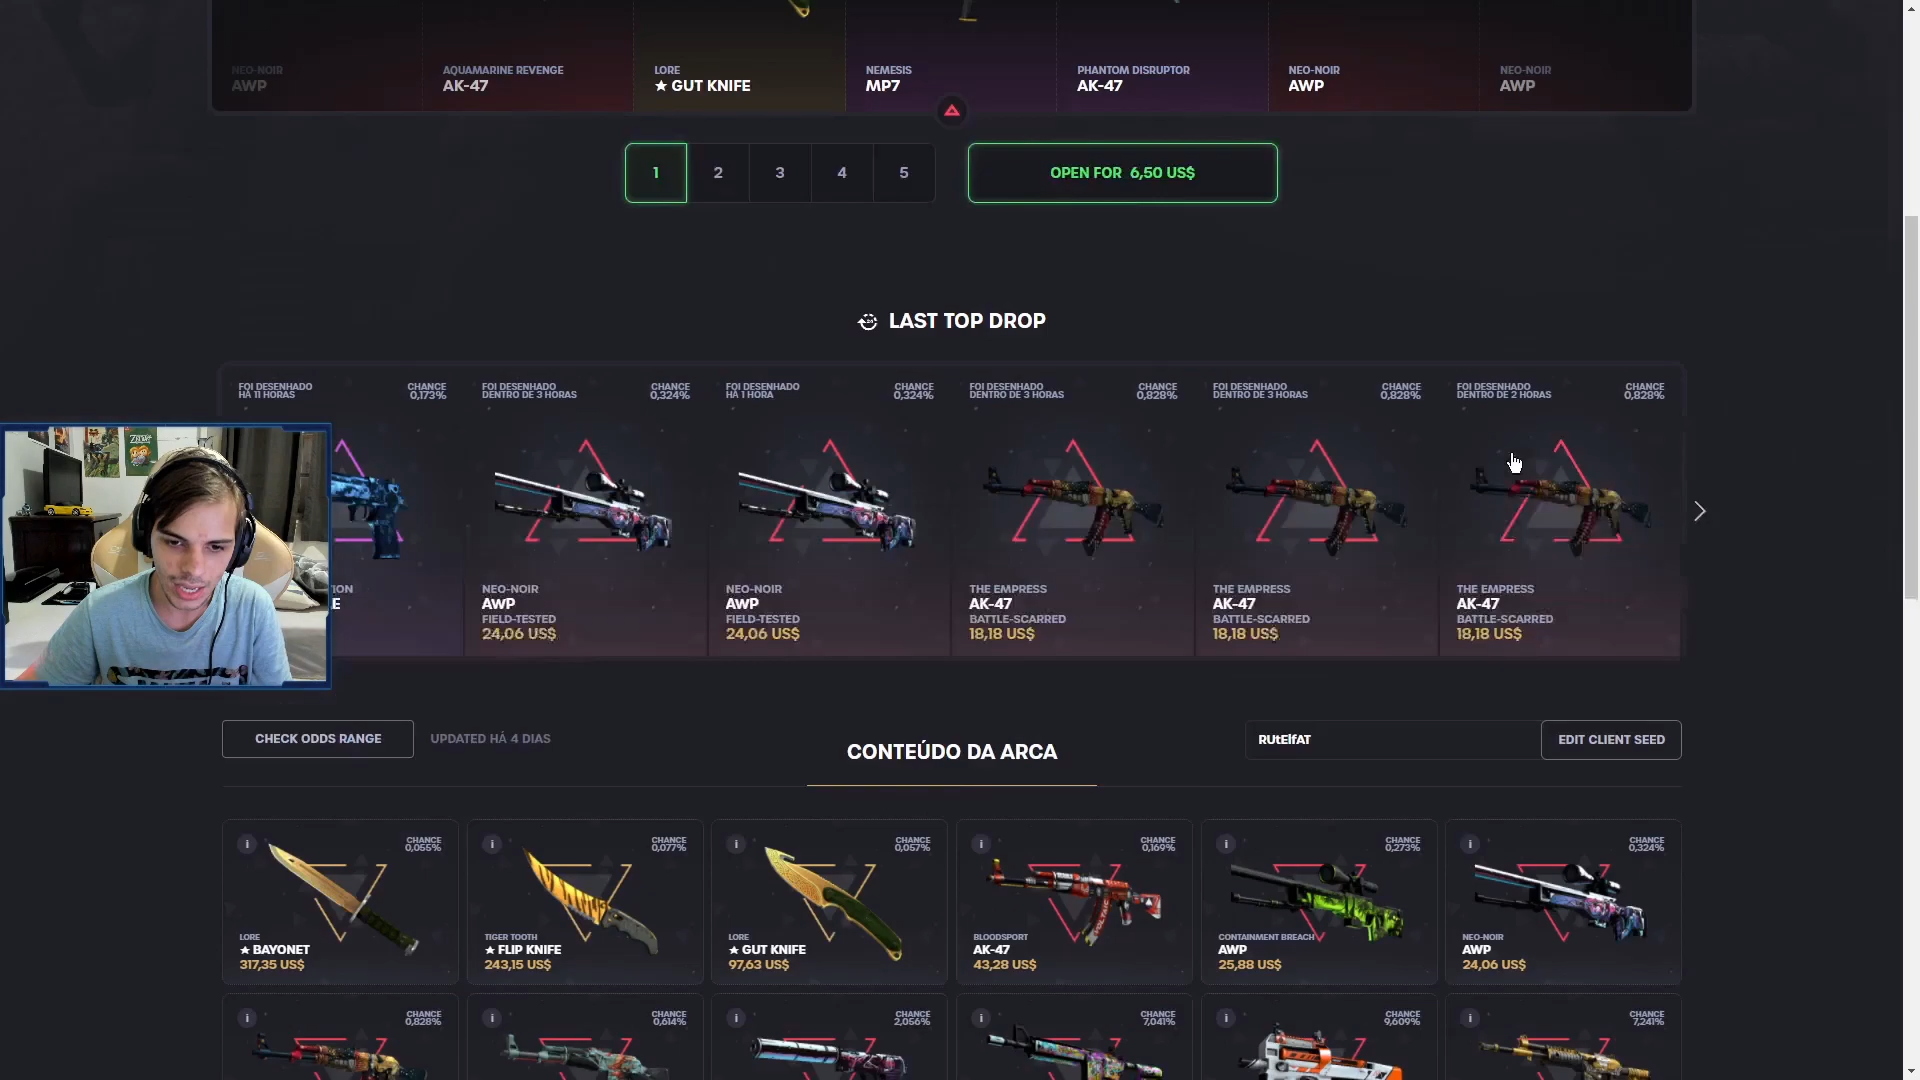 NEO-NOIR
AWP
AQUAMARINE REVENGE
AK-47
LORE
★ GUT KNIFE
NEMESIS
MP7
PHANTOM DISRUPTOR
AK-47
NEO-NOIR
AWP
NEO-NOIR
AWP
1 2 3 4 5
OPEN FOR 6,50 US$
LAST TOP DROP
FOI DESENHADO
HÁ 11 HORAS
CHANCE
0,173%
FOI DESENHADO
DENTRO DE 3 HORAS
CHANCE
0,324%
NEO-NOIR
AWP
FIELD-TESTED
24,06 US$
FOI DESENHADO
HÁ 1 HORA
CHANCE
0,324%
NEO-NOIR
AWP
FIELD-TESTED
24,06 US$
FOI DESENHADO
DENTRO DE 3 HORAS
CHANCE
0,828%
THE EMPRESS
AK-47
BATTLE-SCARRED
18,18 US$
FOI DESENHADO
DENTRO DE 3 HORAS
CHANCE
0,828%
THE EMPRESS
AK-47
BATTLE-SCARRED
18,18 US$
FOI DESENHADO
DENTRO DE 2 HORAS
CHANCE
0,828%
THE EMPRESS
AK-47
BATTLE-SCARRED
18,18 US$
CHECK ODDS RANGE
UPDATED HÁ 4 DIAS
CONTEÚDO DA ARCA
RUtElfAT
EDIT CLIENT SEED
CHANCE
0,055%
LORE
★ BAYONET
317,35 US$
CHANCE
0,077%
TIGER TOOTH
★ FLIP KNIFE
243,15 US$
CHANCE
0,057%
LORE
★ GUT KNIFE
97,63 US$
CHANCE
0,169%
BLOODSPORT
AK-47
43,28 US$
CHANCE
0,273%
CONTAINMENT BREACH
AWP
25,88 US$
CHANCE
0,324%
NEO-NOIR
AWP
24,06 US$
CHANCE
0,828%
CHANCE
0,614%
CHANCE
2,056%
CHANCE
7,041%
CHANCE
9,609%
CHANCE
7,241%